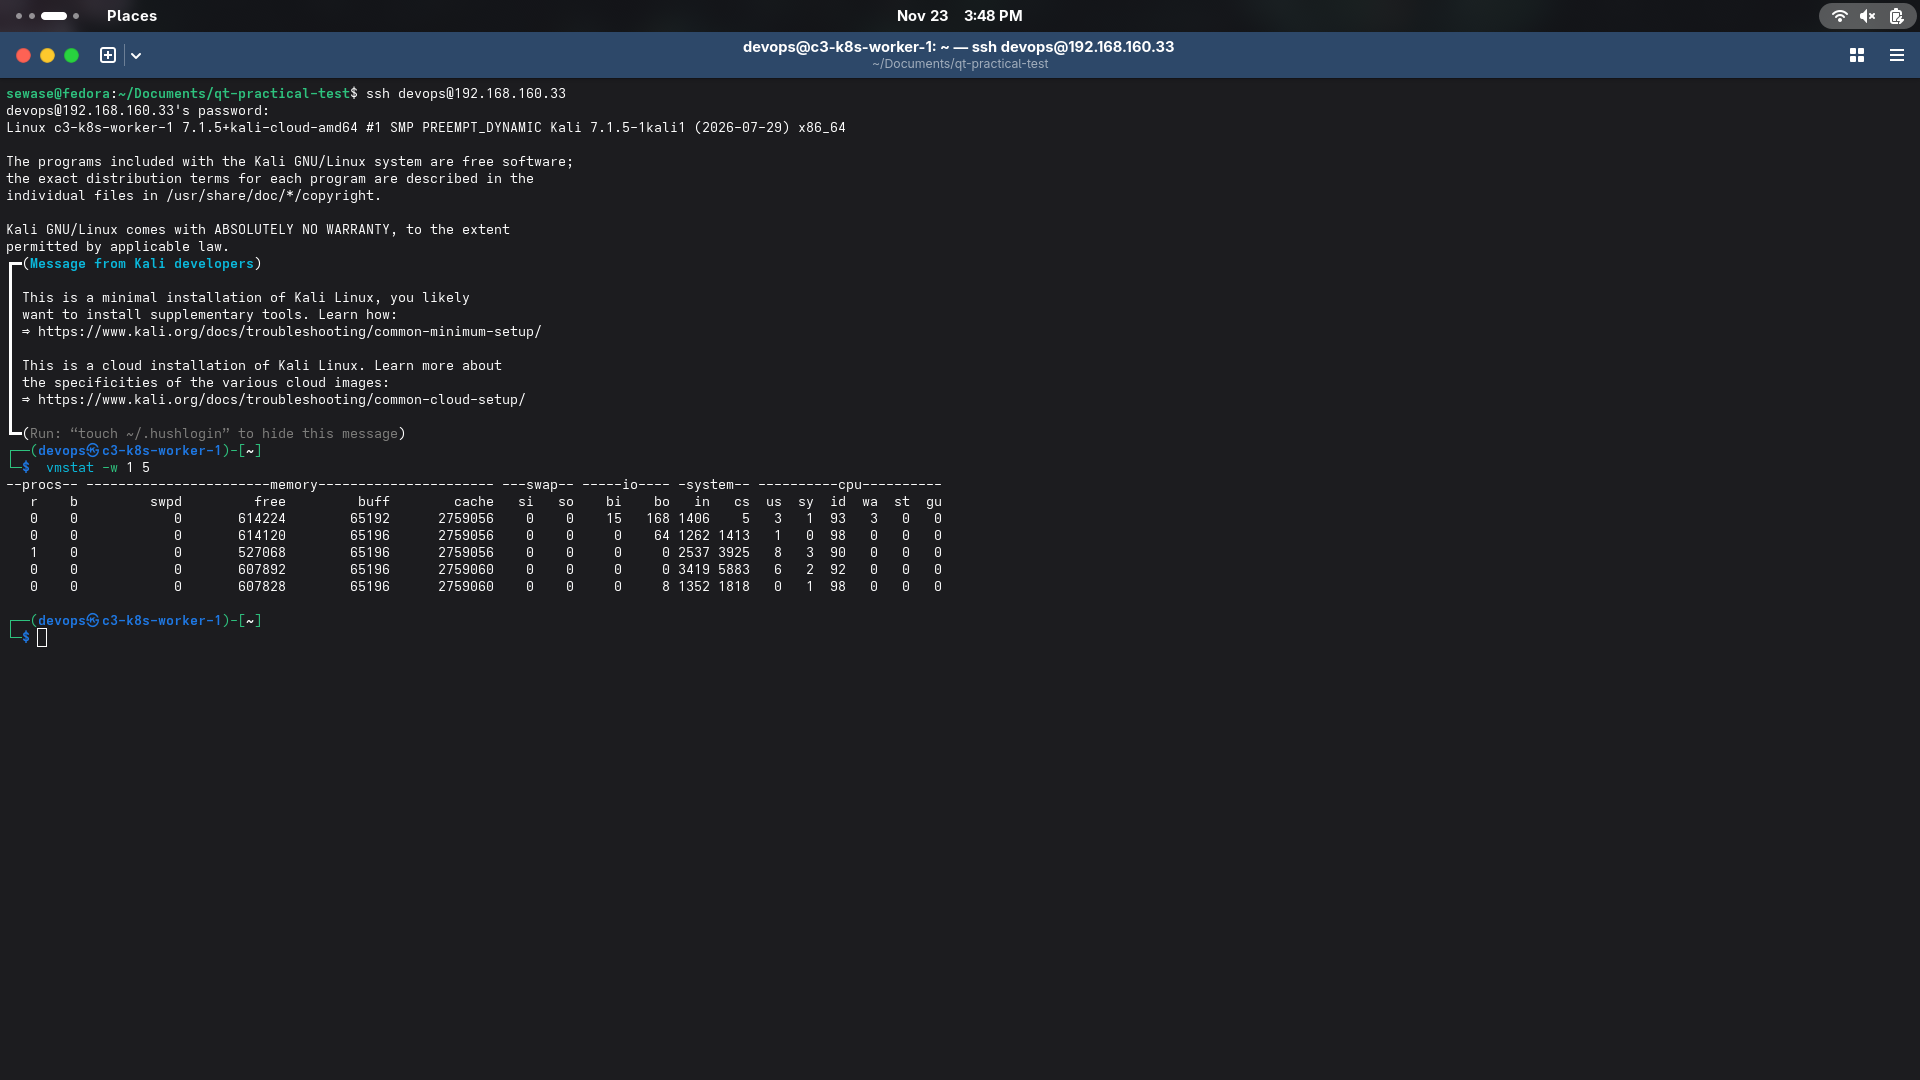 Places
Nov 23 3:48 PM
devops@c3-k8s-worker-1: ~ — ssh devops@192.168.160.33
~/Documents/qt-practical-test
sewase@fedora:~/Documents/qt-practical-test$ ssh devops@192.168.160.33
devops@192.168.160.33's password:
Linux c3-k8s-worker-1 7.1.5+kali-cloud-amd64 #1 SMP PREEMPT_DYNAMIC Kali 7.1.5-1kali1 (2026-07-29) x86_64
The programs included with the Kali GNU/Linux system are free software;
the exact distribution terms for each program are described in the
individual files in /usr/share/doc/*/copyright.
Kali GNU/Linux comes with ABSOLUTELY NO WARRANTY, to the extent
permitted by applicable law.
┏━(Message from Kali developers)
┃ This is a minimal installation of Kali Linux, you likely
┃ want to install supplementary tools. Learn how:
┃ ⇒ https://www.kali.org/docs/troubleshooting/common-minimum-setup/
┃ This is a cloud installation of Kali Linux. Learn more about
┃ the specificities of the various cloud images:
┃ ⇒ https://www.kali.org/docs/troubleshooting/common-cloud-setup/
┗━(Run: “touch ~/.hushlogin” to hide this message)
┌──(devops㉿c3-k8s-worker-1)-[~]
└─$ vmstat -w 1 5
--procs-- -----------------------memory---------------------- ---swap-- -----io---- -system-- ----------cpu----------
r b swpd free buff cache si so bi bo in cs us sy id wa st gu
0 0 0 614224 65192 2759056 0 0 15 168 1406 5 3 1 93 3 0 0
0 0 0 614120 65196 2759056 0 0 0 64 1262 1413 1 0 98 0 0 0
1 0 0 527068 65196 2759056 0 0 0 0 2537 3925 8 3 90 0 0 0
0 0 0 607892 65196 2759060 0 0 0 0 3419 5883 6 2 92 0 0 0
0 0 0 607828 65196 2759060 0 0 0 8 1352 1818 0 1 98 0 0 0
┌──(devops㉿c3-k8s-worker-1)-[~]
└─$